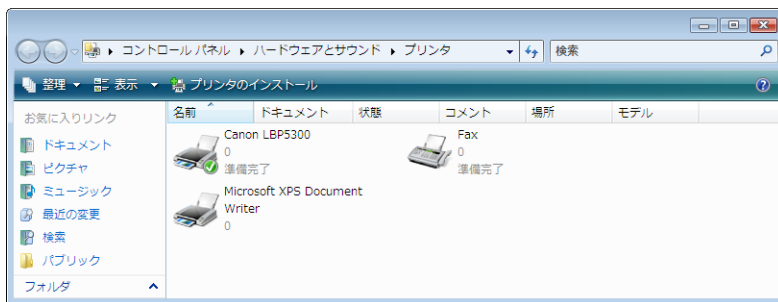 コントロール パネル ハードウェアとサウンド プリンタ 検索
整理 表示 プリンタのインストール
お気に入りリンク
ドキュメント
ピクチャ
ミュージック
最近の変更
検索
パブリック
フォルダ
名前 ドキュメント 状態 コメント 場所 モデル
Canon LBP5300
0
準備完了
Fax
0
準備完了
Microsoft XPS Document
Writer
0